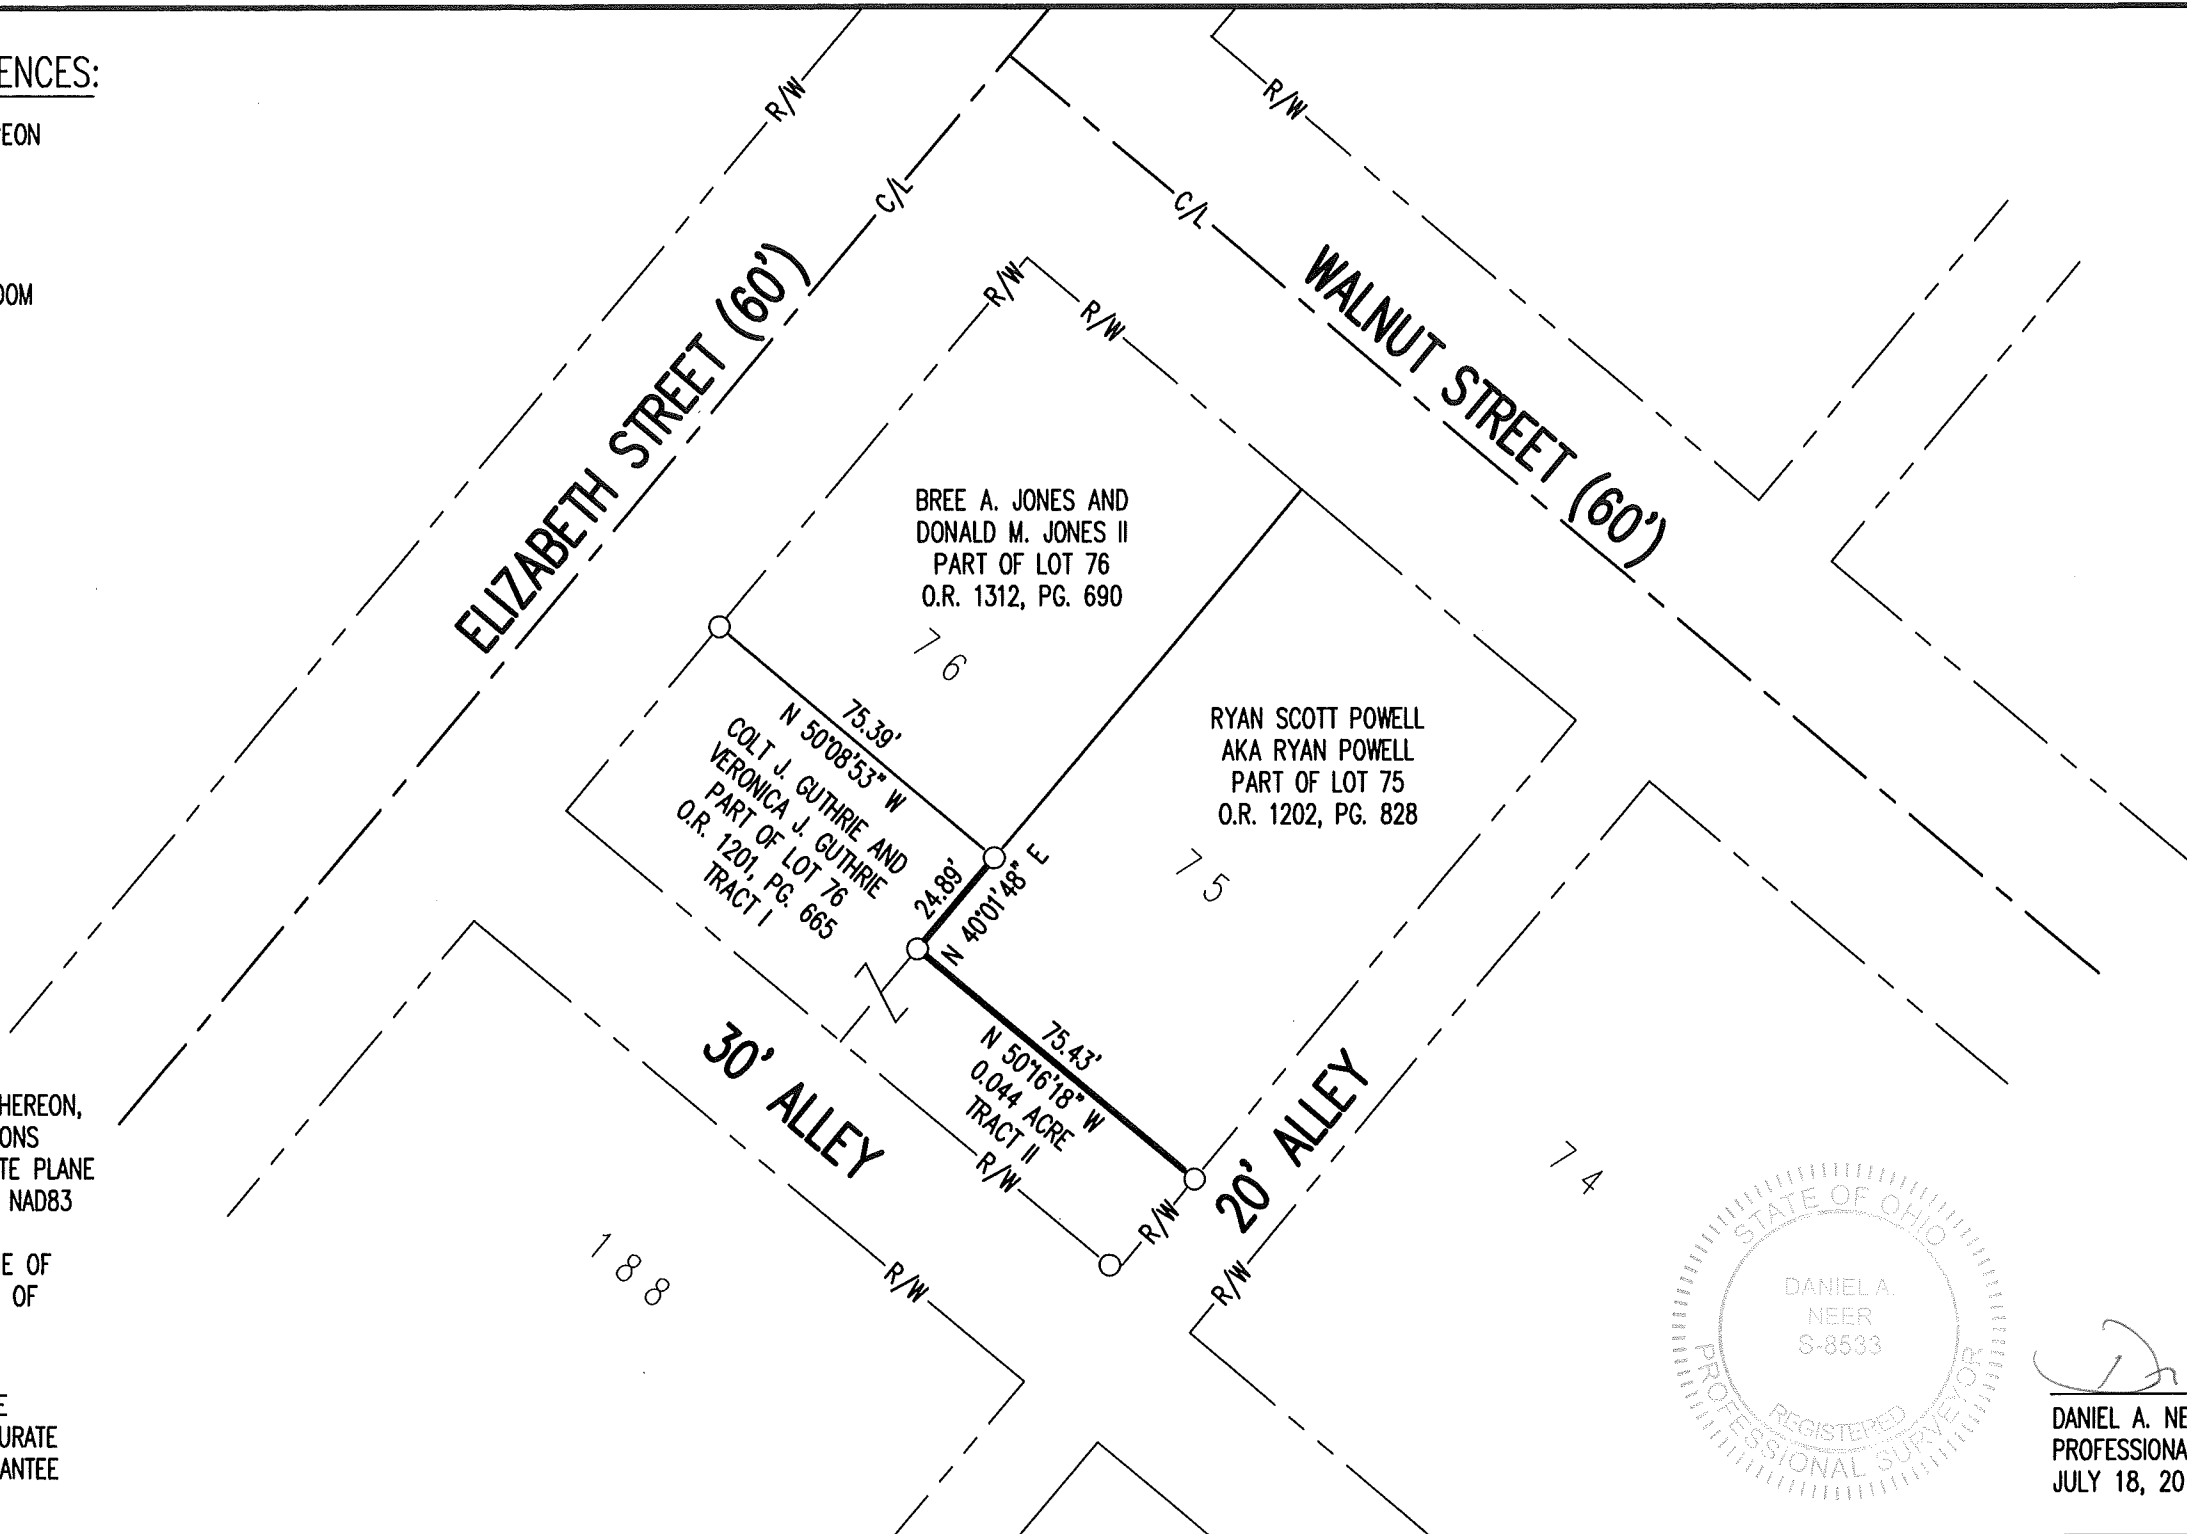 ENCES:
EON
OOM
R/W
R/W
C/L
C/L
ELIZABETH STREET (60')
WALNUT STREET (60')
R/W
R/W
BREE A. JONES AND
DONALD M. JONES II
PART OF LOT 76
O.R. 1312, PG. 690
76
75.39'
N 50°08'53" W
COLT J. GUTHRIE AND
VERONICA J. GUTHRIE
PART OF LOT 76
O.R. 1201, PG. 665
TRACT I
RYAN SCOTT POWELL
AKA RYAN POWELL
PART OF LOT 75
O.R. 1202, PG. 828
75
24.89'
N 40°01'48" E
75.43'
N 50°16'18" W
0.044 ACRE
TRACT II
30' ALLEY
20' ALLEY
R/W
R/W
R/W
R/W
74
188
HEREON,
ONS
TE PLANE
NAD83
E OF
OF
E
URATE
ANTEE
STATE OF OHIO
DANIEL A.
NEER
S-8533
REGISTERED
PROFESSIONAL SURVEYOR
DANIEL A. NE
PROFESSIONA
JULY 18, 20